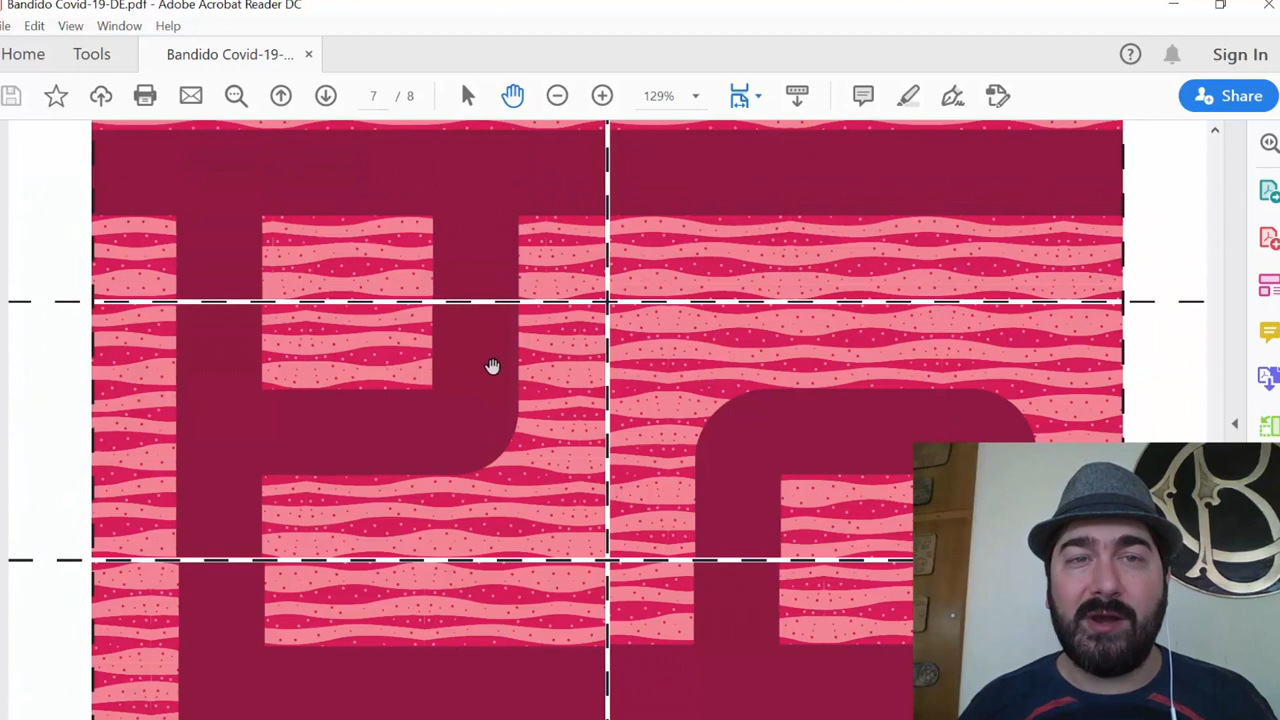 Bandido Covid-19-DE.pdf - Adobe Acrobat Reader DC
ile Edit View Window Help
Home Tools Bandido Covid-19-... × Sign In
7 / 8 129% Share
B